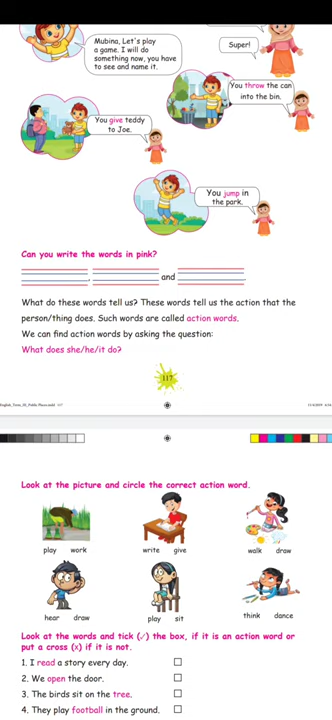 Mubina, Let's play
a game. I will do
something now, you have
to see and name it.
Super!
You throw the can
into the bin.
You give teddy
to Joe.
You jump in
the park.
Can you write the words in pink?
, and .
What do these words tell us? These words tell us the action that the
person/thing does. Such words are called action words.
We can find action words by asking the question:
What does she/he/it do?
117
Look at the picture and circle the correct action word.
play work
write give
walk draw
hear draw
play sit
think dance
Look at the words and tick (✓) the box, if it is an action word or
put a cross (x) if it is not.
1. I read a story every day.
2. We open the door.
3. The birds sit on the tree.
4. They play football in the ground.